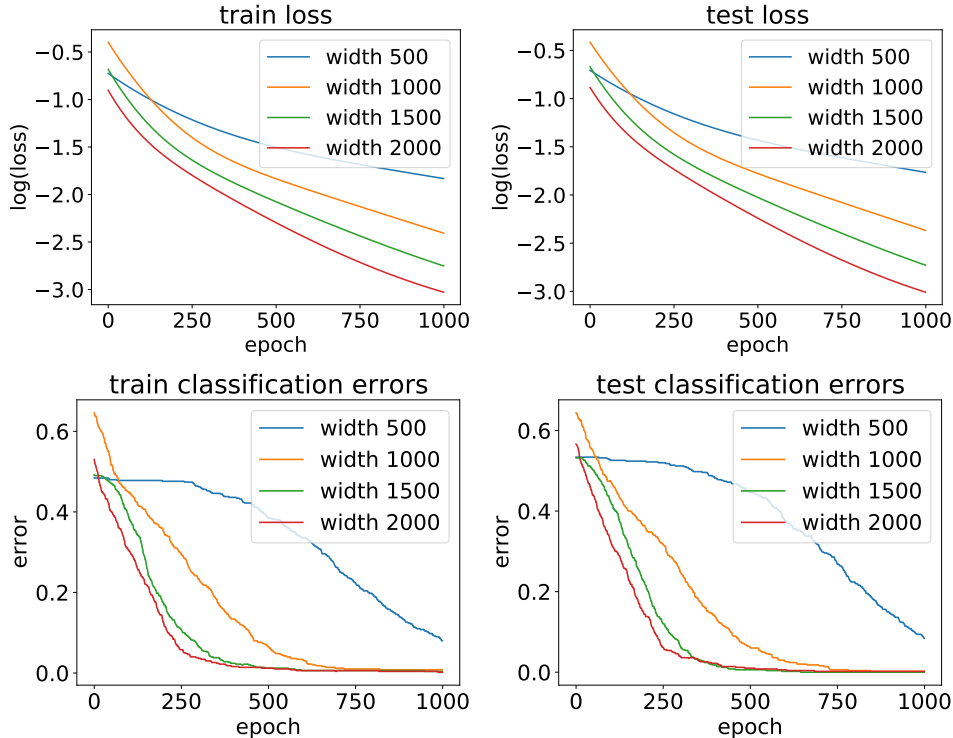 train loss
log(loss)
−0.5
−1.0
−1.5
−2.0
−2.5
−3.0
width 500
width 1000
width 1500
width 2000
0 250 500 750 1000
epoch
test loss
log(loss)
−0.5
−1.0
−1.5
−2.0
−2.5
−3.0
width 500
width 1000
width 1500
width 2000
0 250 500 750 1000
epoch
train classification errors
error
0.6
0.4
0.2
0.0
width 500
width 1000
width 1500
width 2000
0 250 500 750 1000
epoch
test classification errors
error
0.6
0.4
0.2
0.0
width 500
width 1000
width 1500
width 2000
0 250 500 750 1000
epoch